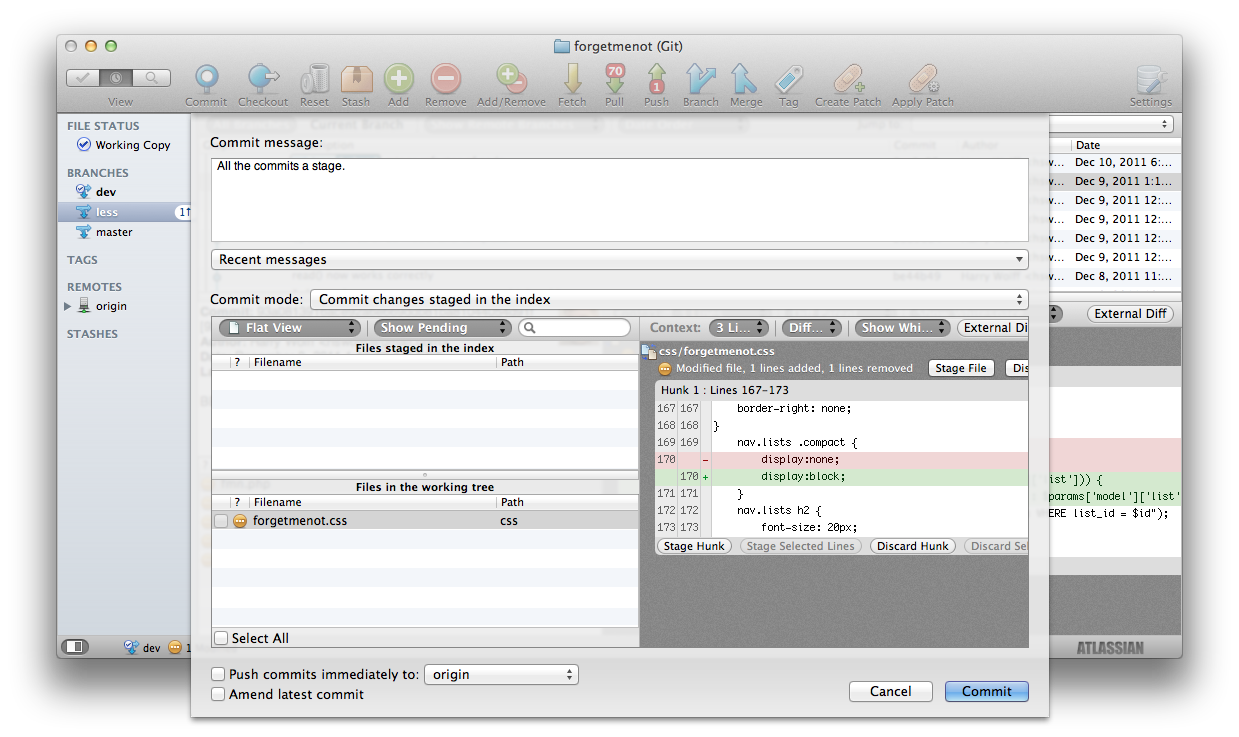 forgetmenot (Git)
70
1
View
Commit
Checkout
Reset
Stash
Add
Remove
Add/Remove
Fetch
Pull
Push
Branch
Merge
Tag
Create Patch
Apply Patch
Settings
FILE STATUS
Working Copy
BRANCHES
dev
less 1↑
master
TAGS
REMOTES
origin
STASHES
Commit message:
All the commits a stage.
Recent messages
Commit mode: Commit changes staged in the index
Flat View
Show Pending
Files staged in the index
? Filename Path
Files in the working tree
? Filename Path
forgetmenot.css css
Select All
Context: 3 Li... Diff... Show Whi... External Di
css/forgetmenot.css
Modified file, 1 lines added, 1 lines removed Stage File Dis
Hunk 1 : Lines 167-173
167 167 border-right: none;
168 168 }
169 169 nav.lists .compact {
170 - display:none;
170 + display:block;
171 171 }
172 172 nav.lists h2 {
173 173 font-size: 20px;
Stage Hunk Stage Selected Lines Discard Hunk Discard Sel
Push commits immediately to: origin
Amend latest commit
Cancel Commit
Date
Dec 10, 2011 6:...
Dec 9, 2011 1:1...
Dec 9, 2011 12:...
Dec 9, 2011 12:...
Dec 9, 2011 12:...
Dec 9, 2011 12:...
Dec 8, 2011 11:...
External Diff
ist'])) {
params['model']['list'
ERE list_id = $id");
dev 1
ATLASSIAN